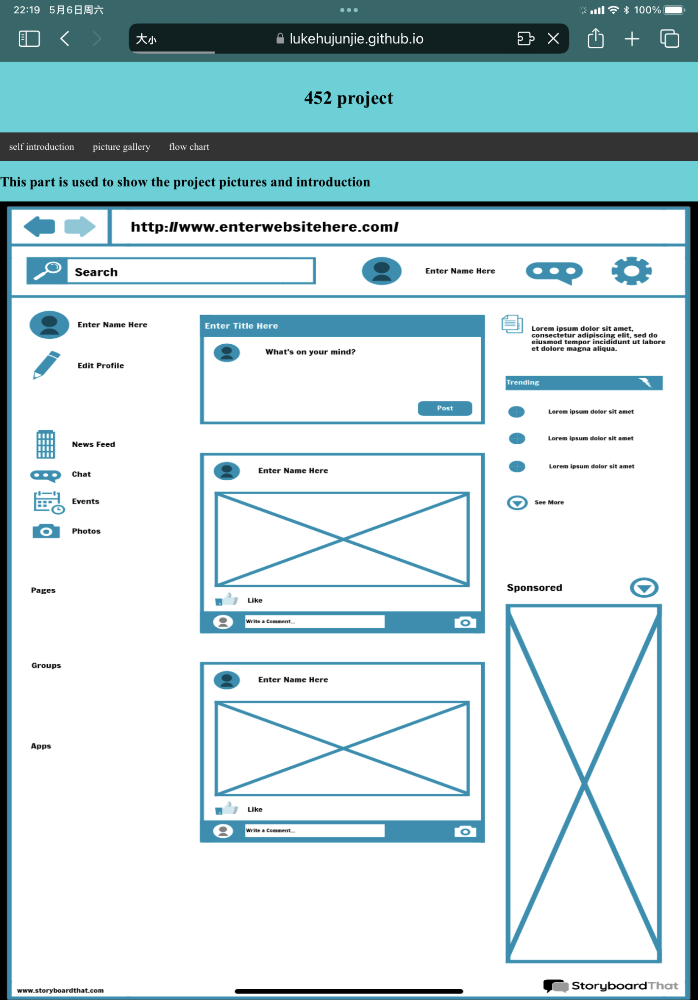 22:19 5月6日周六
100%
大小
lukehujunjie.github.io
452 project
self introduction picture gallery flow chart
This part is used to show the project pictures and introduction
http://www.enterwebsitehere.com/
Search
Enter Name Here
Enter Name Here
Edit Profile
News Feed
Chat
Events
Photos
Pages
Groups
Apps
Enter Title Here
What's on your mind?
Post
Enter Name Here
Like
Write a Comment...
Enter Name Here
Like
Write a Comment...
Lorem ipsum dolor sit amet,
consectetur adipiscing elit, sed do
eiusmod tempor incididunt ut labore
et dolore magna aliqua.
Trending
Lorem ipsum dolor sit amet
Lorem ipsum dolor sit amet
Lorem ipsum dolor sit amet
See More
Sponsored
www.storyboardthat.com
StoryboardThat